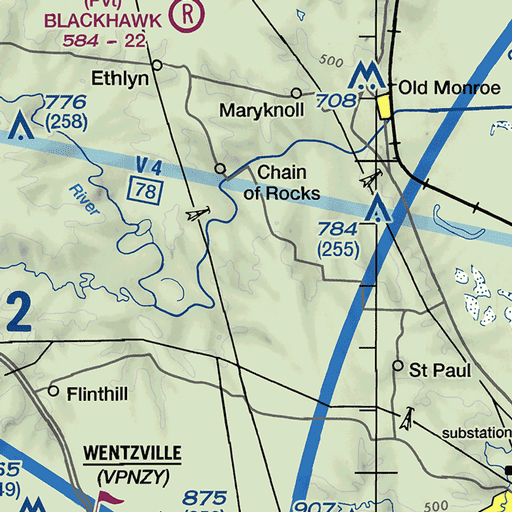 (Pvt)
BLACKHAWK
R
584 - 22
500
Ethlyn
Old Monroe
776
(258)
Maryknoll
708
V 4
78
Chain
of Rocks
River
784
(255)
2
St Paul
Flinthill
substation
WENTZVILLE
(VPNZY)
875
907
500